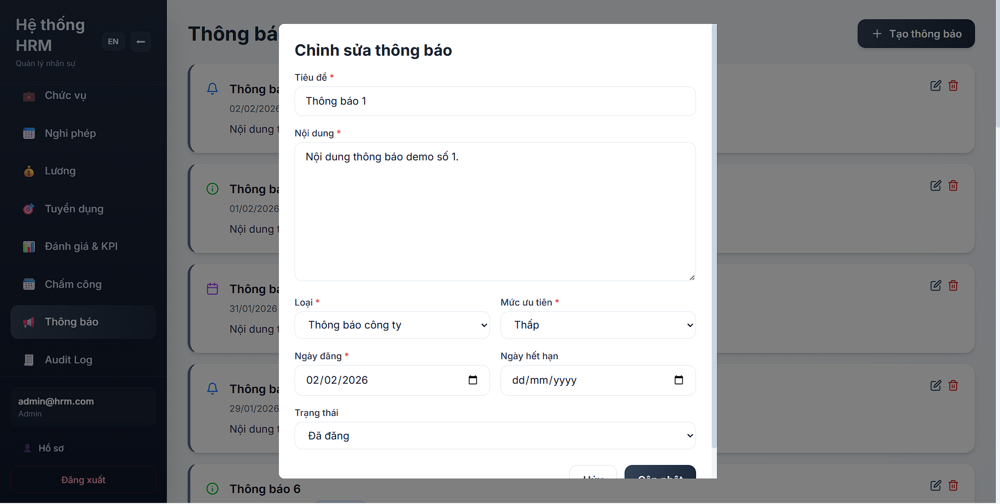 Hệ thống
HRM
EN
Quản lý nhân sự
Chức vụ
Nghỉ phép
Lương
Tuyển dụng
Đánh giá & KPI
Chấm công
Thông báo
Audit Log
admin@hrm.com
Admin
Hồ sơ
Đăng xuất
Thông bá
Tạo thông báo
Thông bá
02/02/2026
Nội dung t
Thông bá
01/02/2026
Nội dung t
Thông bá
31/01/2026
Nội dung t
Thông bá
29/01/2026
Nội dung t
Thông báo 6
Chỉnh sửa thông báo
Tiêu đề *
Thông báo 1
Nội dung *
Nội dung thông báo demo số 1.
Loại *
Mức ưu tiên *
Thông báo công ty
Thấp
Ngày đăng *
Ngày hết hạn
02/02/2026
dd/mm/yyyy
Trạng thái
Đã đăng
Hủy
Cập nhật